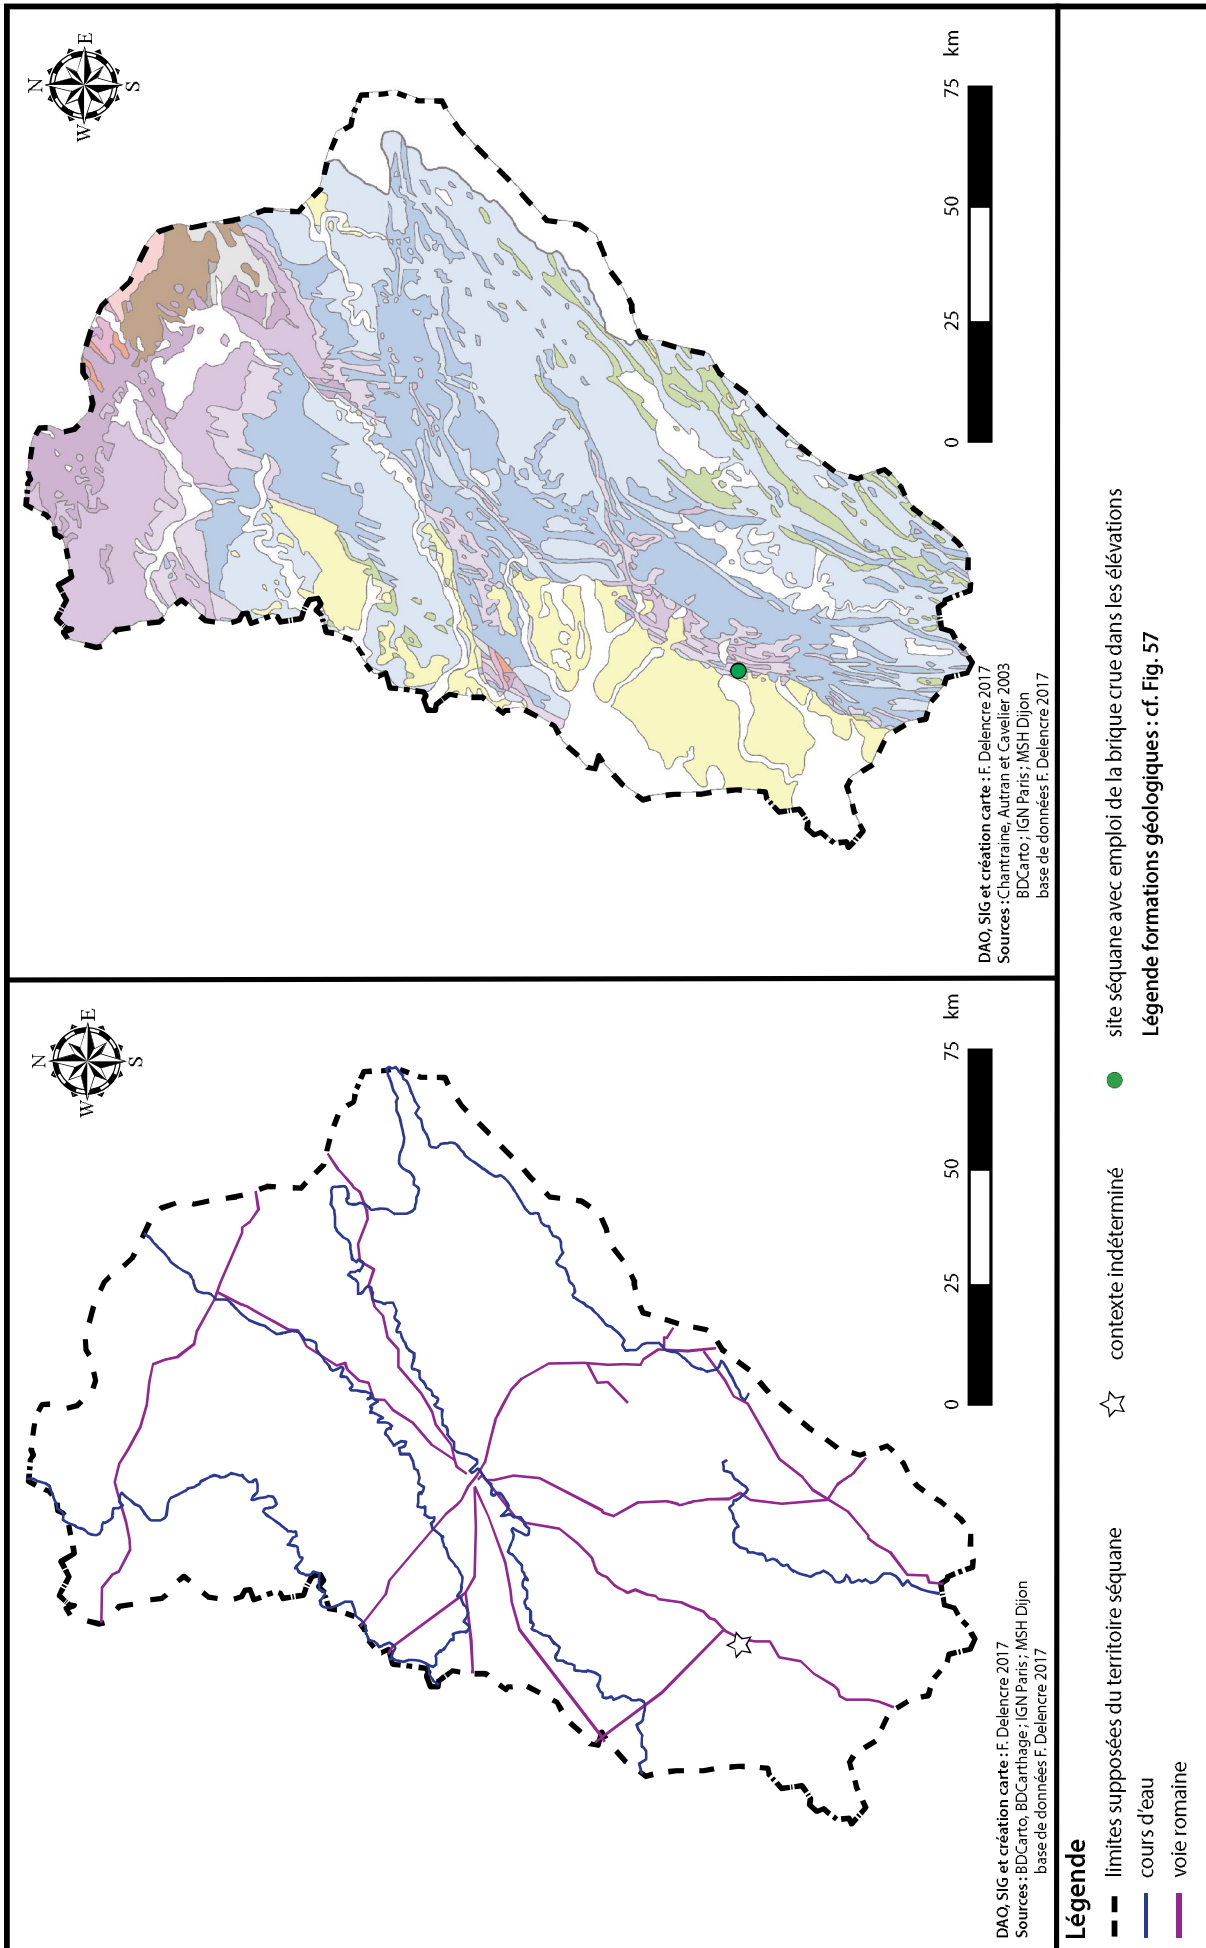 N
E
S
W
75
km
50
25
0
DAO, SIG et création carte : F. Delencre 2017
Sources : BDCarto, BDCarthage ; IGN Paris ; MSH Dijon
base de données F. Delencre 2017
N
E
S
W
75
km
50
25
0
DAO, SIG et création carte : F. Delencre 2017
Sources : Chantraine, Autran et Cavelier 2003
BDCarto ; IGN Paris ; MSH Dijon
base de données F. Delencre 2017
Légende
limites supposées du territoire séquane
cours d'eau
voie romaine
contexte indéterminé
site séquane avec emploi de la brique crue dans les élévations
Légende formations géologiques : cf. Fig. 57